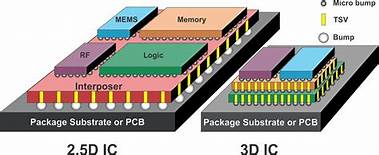 Micro bump
TSV
Bump
MEMS
Memory
RF
Logic
Interposer
Package Substrate or PCB
Package Substrate or PCB
2.5D IC
3D IC